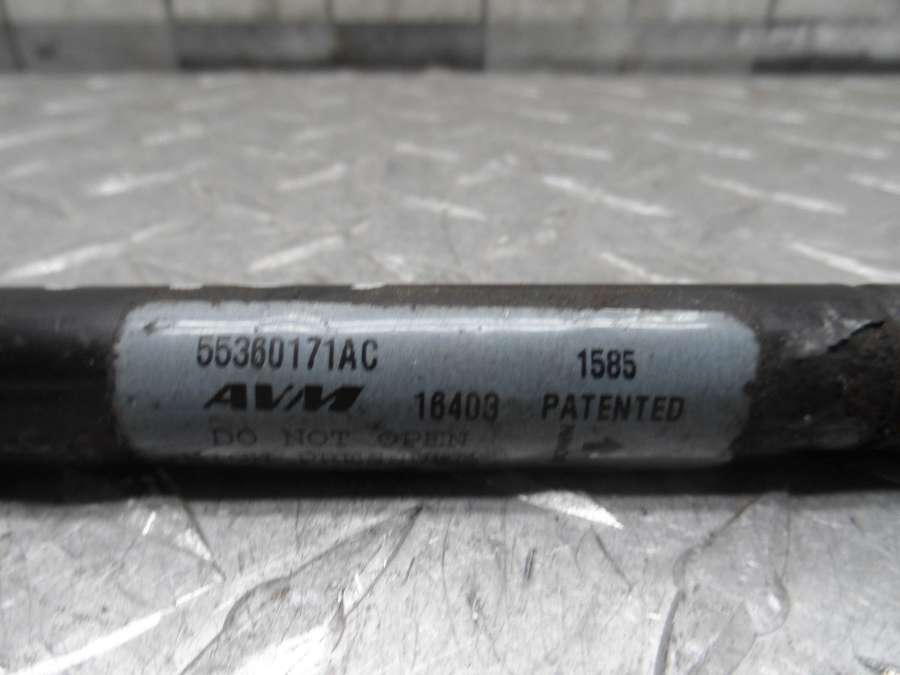 55360171AC 1585
AVM 16403 PATENTED
DO NOT OPEN